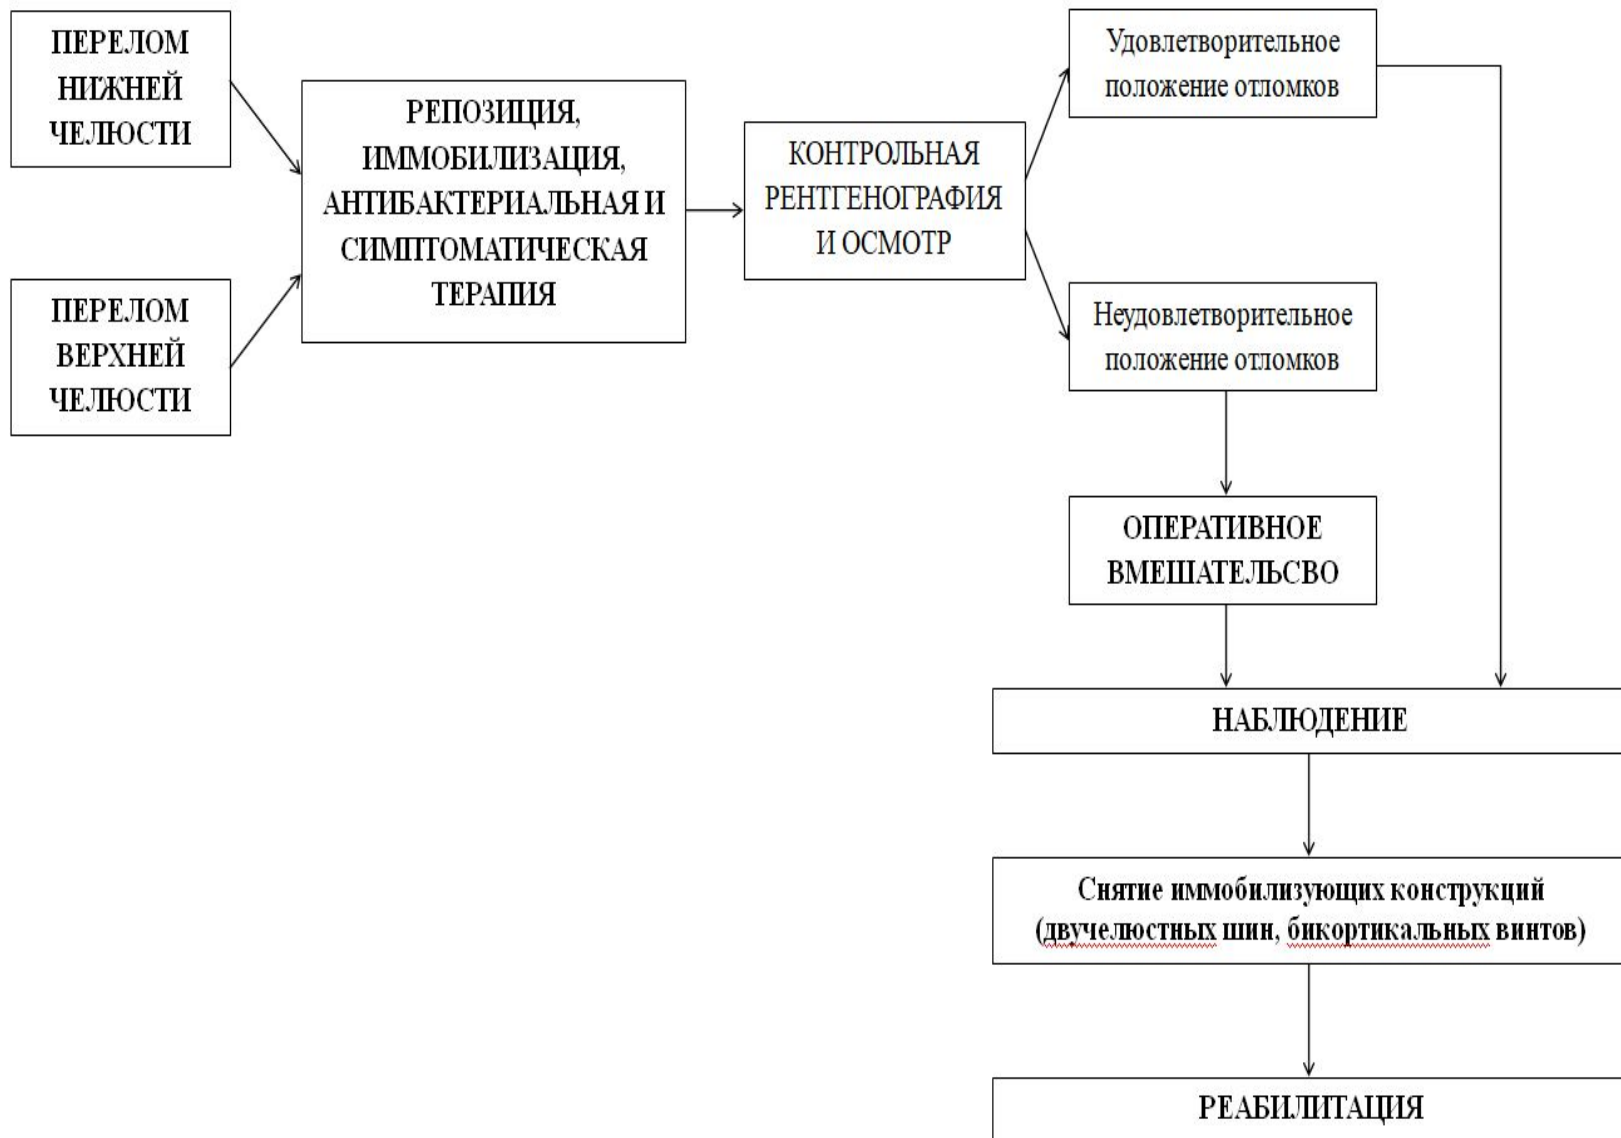 ПЕРЕЛОМ
НИЖНЕЙ
ЧЕЛЮСТИ
ПЕРЕЛОМ
ВЕРХНЕЙ
ЧЕЛЮСТИ
РЕПОЗИЦИЯ,
ИММОБИЛИЗАЦИЯ,
АНТИБАКТЕРИАЛЬНАЯ И
СИМПТОМАТИЧЕСКАЯ
ТЕРАПИЯ
КОНТРОЛЬНАЯ
РЕНТГЕНОГРАФИЯ
И ОСМОТР
Удовлетворительное
положение отломков
Неудовлетворительное
положение отломков
ОПЕРАТИВНОЕ
ВМЕШАТЕЛЬСВО
НАБЛЮДЕНИЕ
Снятие иммобилизующих конструкций
(двучелюстных шин, бикортикальных винтов)
РЕАБИЛИТАЦИЯ